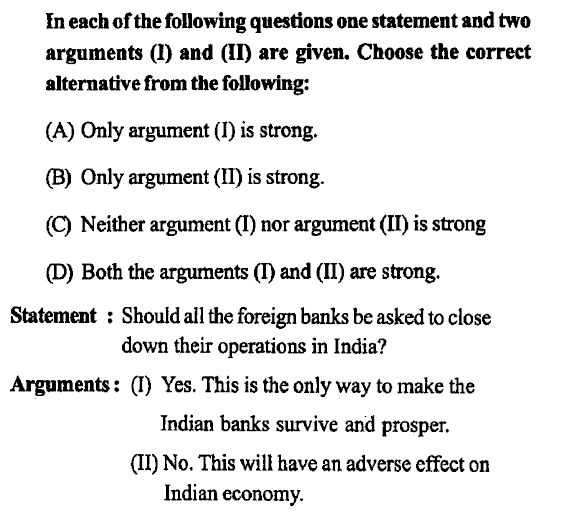 In each of the following questions one statement and two
arguments (I) and (II) are given. Choose the correct
alternative from the following:
(A) Only argument (I) is strong.
(B) Only argument (II) is strong.
(C) Neither argument (I) nor argument (II) is strong
(D) Both the arguments (I) and (II) are strong.
Statement : Should all the foreign banks be asked to close
down their operations in India?
Arguments : (I) Yes. This is the only way to make the
Indian banks survive and prosper.
(II) No. This will have an adverse effect on
Indian economy.